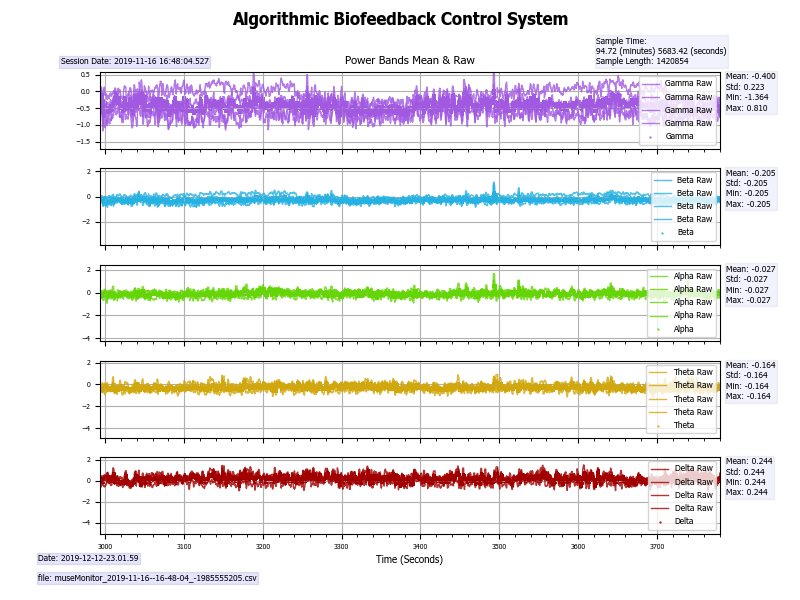 Algorithmic Biofeedback Control System
Sample Time:
94.72 (minutes) 5683.42 (seconds)
Sample Length: 1420854
Session Date: 2019-11-16 16:48:04.527
Power Bands Mean & Raw
0.5
0.0
−0.5
−1.0
−1.5
Gamma Raw
Gamma Raw
Gamma Raw
Gamma Raw
Gamma
Mean: -0.400
Std: 0.223
Min: -1.364
Max: 0.810
2
0
−2
Beta Raw
Beta Raw
Beta Raw
Beta Raw
Beta
Mean: -0.205
Std: -0.205
Min: -0.205
Max: -0.205
2
0
−2
−4
Alpha Raw
Alpha Raw
Alpha Raw
Alpha Raw
Alpha
Mean: -0.027
Std: -0.027
Min: -0.027
Max: -0.027
2
0
−2
−4
Theta Raw
Theta Raw
Theta Raw
Theta Raw
Theta
Mean: -0.164
Std: -0.164
Min: -0.164
Max: -0.164
2
0
−2
−4
Delta Raw
Delta Raw
Delta Raw
Delta Raw
Delta
Mean: 0.244
Std: 0.244
Min: 0.244
Max: 0.244
3000 3100 3200 3300 3400 3500 3600 3700
Time (Seconds)
Date: 2019-12-12-23.01.59
file: museMonitor_2019-11-16--16-48-04_-1985555205.csv